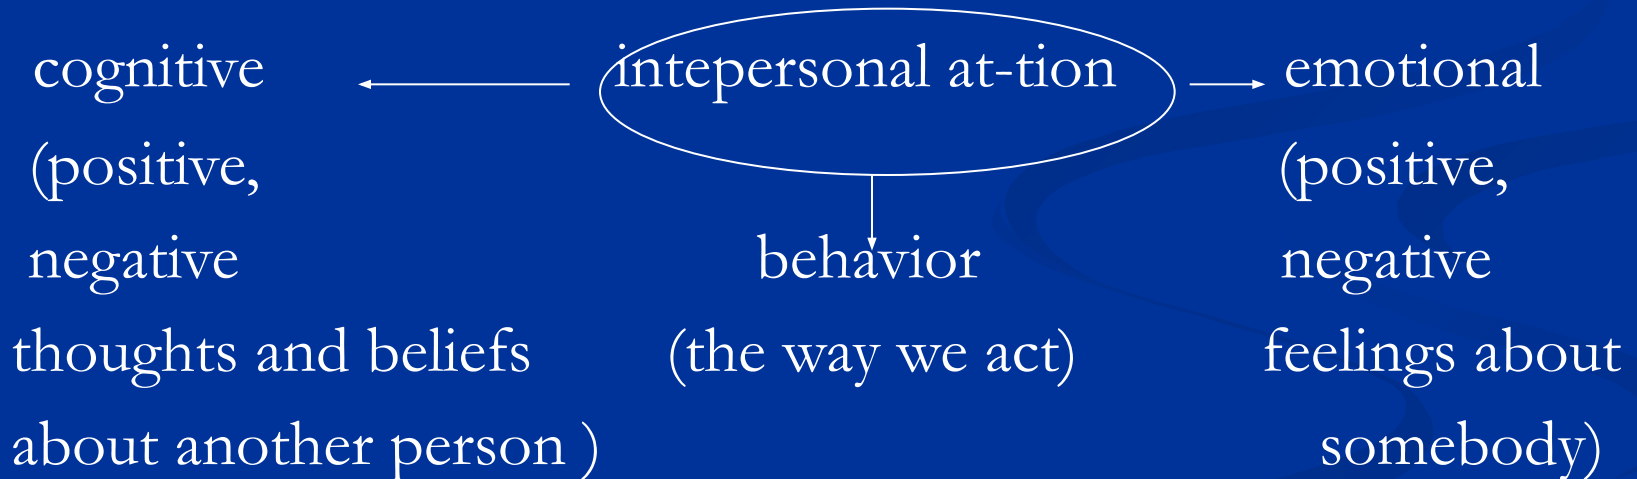 cognitive intepersonal at-tion emotional
(positive, (positive,
negative behavior negative
thoughts and beliefs (the way we act) feelings about
about another person ) somebody)